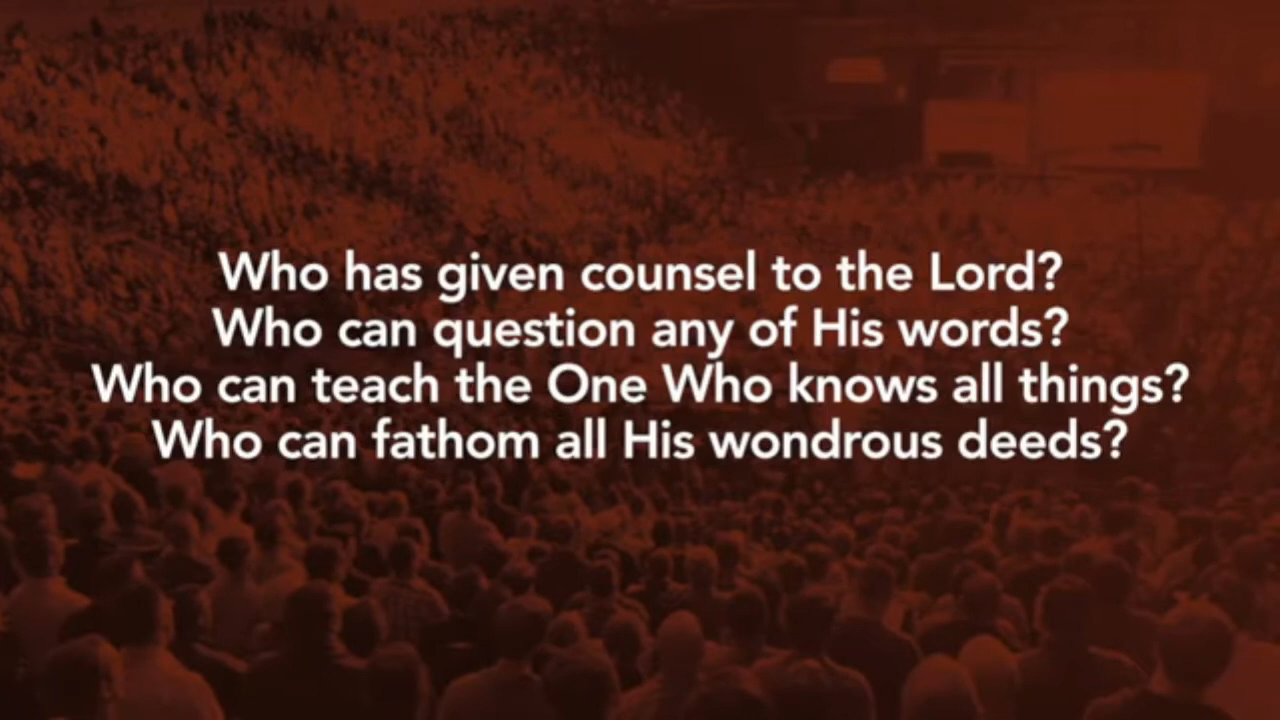 Who has given counsel to the Lord?
Who can question any of His words?
Who can teach the One Who knows all things?
Who can fathom all His wondrous deeds?